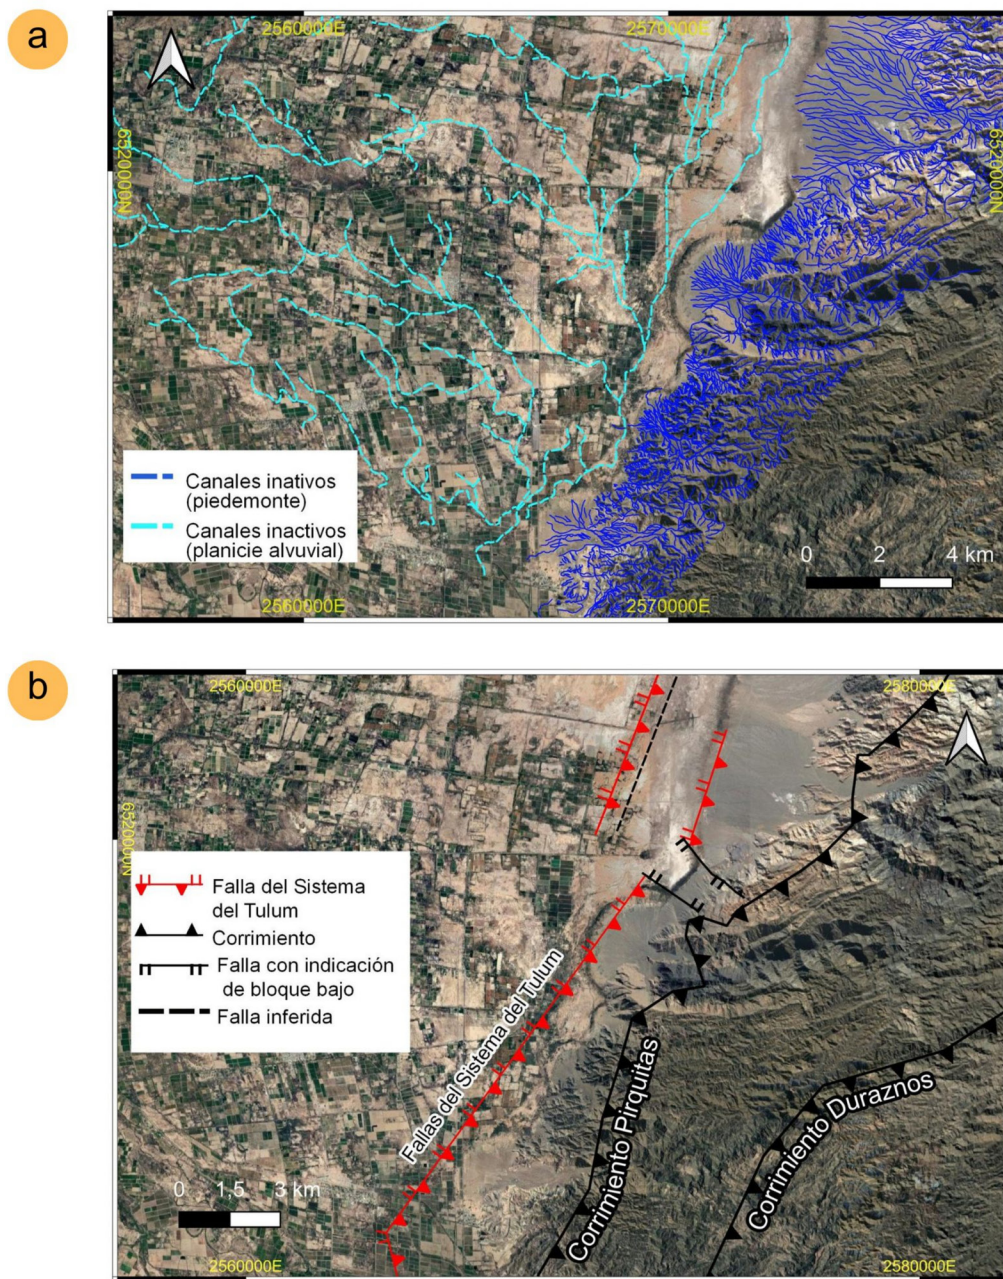 a
2560000E
2570000E
6520000N
6520000N
Canales inativos
(piedemonte)
Canales inactivos
(planicie alvuvial)
0 2 4 km
2560000E
2570000E
b
2560000E
2580000E
6520000N
Falla del Sistema
del Tulum
Corrimiento
Falla con indicación
de bloque bajo
Falla inferida
Fallas del Sistema del Tulum
Corrimiento Pirquitas
Corrimiento Duraznos
0 1,5 3 km
2560000E
2580000E